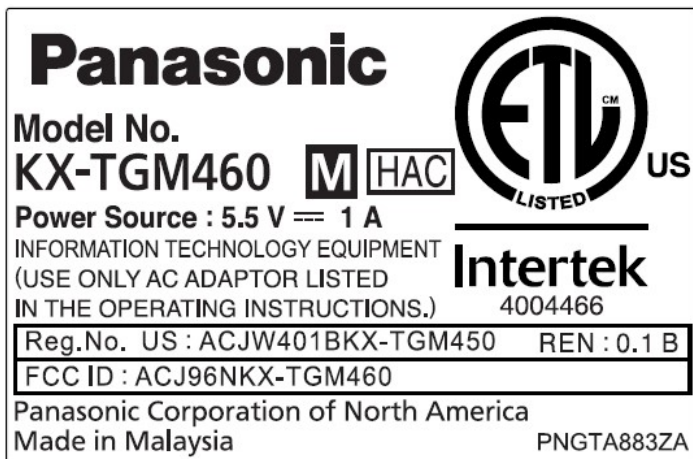 Panasonic
Model No.
KX-TGM460 M HAC
Power Source : 5.5 V ⎓ 1 A
INFORMATION TECHNOLOGY EQUIPMENT
(USE ONLY AC ADAPTOR LISTED
IN THE OPERATING INSTRUCTIONS.)
ETL CM
LISTED
US
Intertek
4004466
Reg.No. US : ACJW401BKX-TGM450 REN : 0.1 B
FCC ID : ACJ96NKX-TGM460
Panasonic Corporation of North America
Made in Malaysia PNGTA883ZA